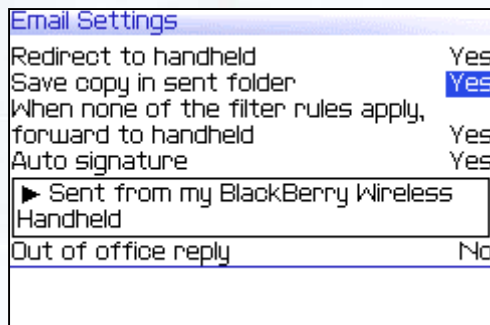 Email Settings
Redirect to handheld Yes
Save copy in sent folder Yes
When none of the filter rules apply,
forward to handheld Yes
Auto signature Yes
▶ Sent from my BlackBerry Wireless
Handheld
Out of office reply No